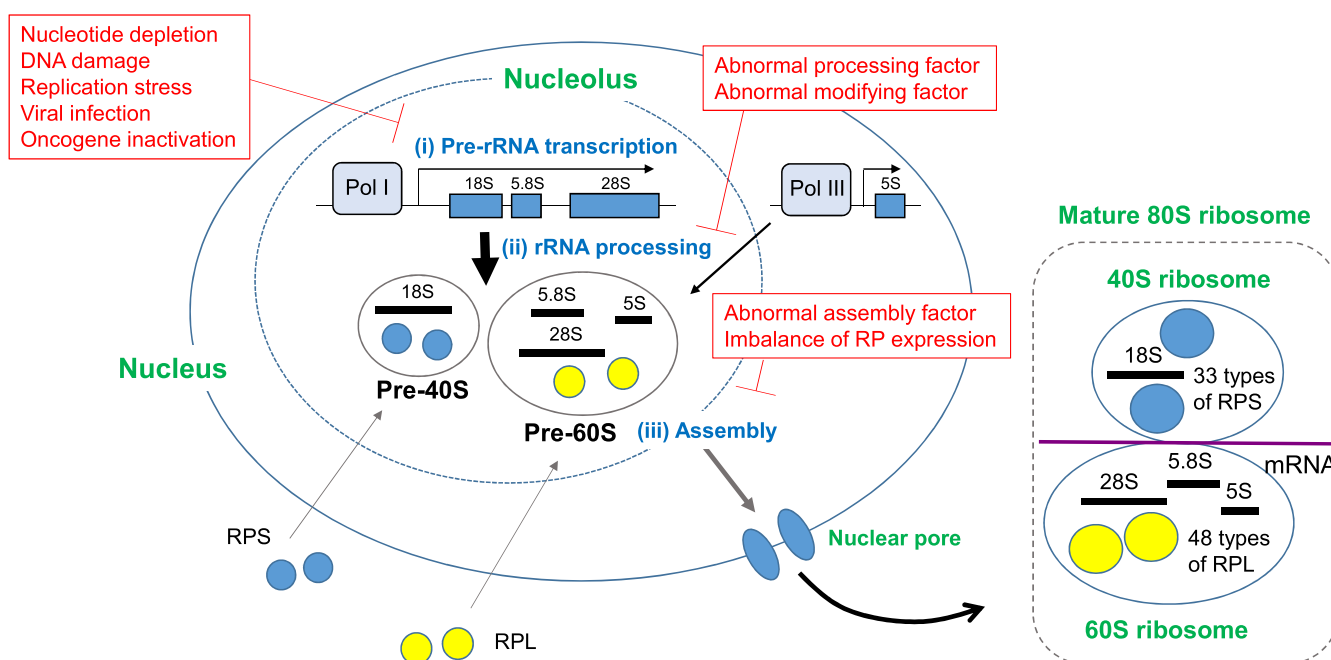 Nucleotide depletion
DNA damage
Replication stress
Viral infection
Oncogene inactivation
Nucleolus
Abnormal processing factor
Abnormal modifying factor
(i) Pre-rRNA transcription
Pol I
18S
5.8S
28S
Pol III
5S
(ii) rRNA processing
18S
Pre-40S
5.8S
5S
28S
Pre-60S
Abnormal assembly factor
Imbalance of RP expression
(iii) Assembly
Nucleus
RPS
RPL
Nuclear pore
Mature 80S ribosome
40S ribosome
18S
33 types
of RPS
mRNA
5.8S
28S
5S
48 types
of RPL
60S ribosome